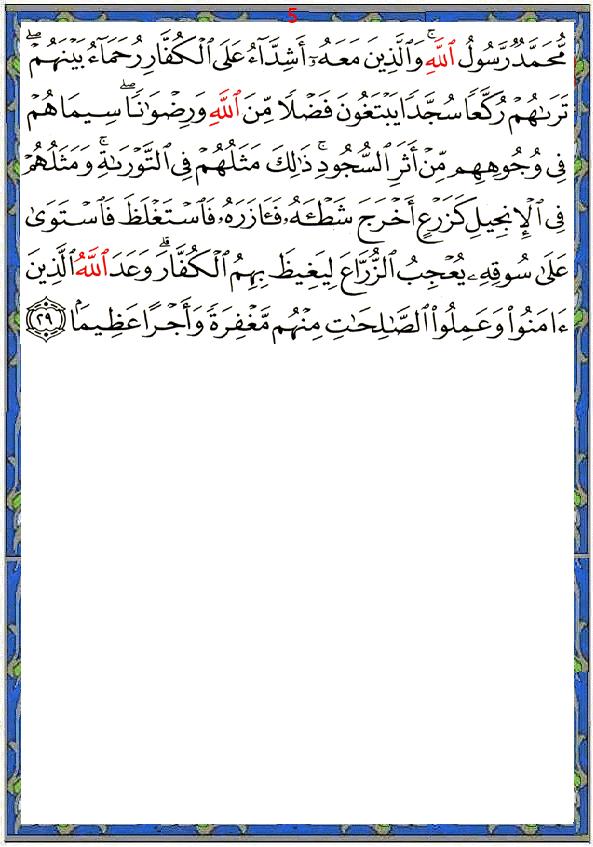 5
مُّحَمَّدٌ رَّسُولُ ٱللَّهِۚ وَٱلَّذِينَ مَعَهُۥٓ أَشِدَّآءُ عَلَى ٱلْكُفَّارِ رُحَمَآءُ بَيْنَهُمْۖ
تَرَىٰهُمْ رُكَّعًا سُجَّدًا يَبْتَغُونَ فَضْلًا مِّنَ ٱللَّهِ وَرِضْوَٰنًاۖ سِيمَاهُمْ
فِى وُجُوهِهِم مِّنْ أَثَرِ ٱلسُّجُودِۚ ذَٰلِكَ مَثَلُهُمْ فِى ٱلتَّوْرَىٰةِۚ وَمَثَلُهُمْ
فِى ٱلْإِنجِيلِ كَزَرْعٍ أَخْرَجَ شَطْـَٔهُۥ فَـَٔازَرَهُۥ فَٱسْتَغْلَظَ فَٱسْتَوَىٰ
عَلَىٰ سُوقِهِۦ يُعْجِبُ ٱلزُّرَّاعَ لِيَغِيظَ بِهِمُ ٱلْكُفَّارَۗ وَعَدَ ٱللَّهُ ٱلَّذِينَ
ءَامَنُوا۟ وَعَمِلُوا۟ ٱلصَّـٰلِحَـٰتِ مِنْهُم مَّغْفِرَةً وَأَجْرًا عَظِيمًۢا ٢٩